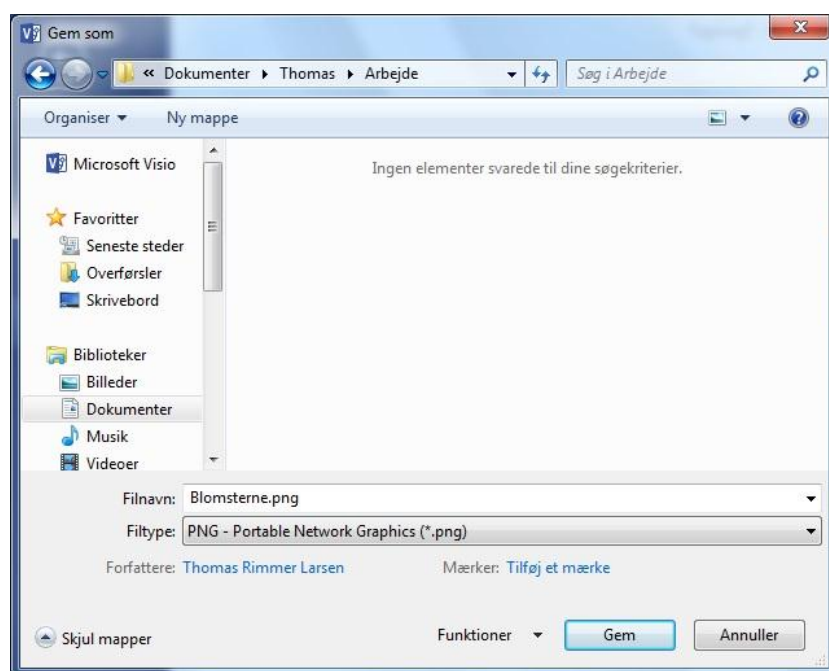 Gem som
« Dokumenter Thomas Arbejde Søg i Arbejde
Organiser Ny mappe
Microsoft Visio
Ingen elementer svarede til dine søgekriterier.
Favoritter
Seneste steder
Overførsler
Skrivebord
Biblioteker
Billeder
Dokumenter
Musik
Videoer
Filnavn: Blomsterne.png
Filtype: PNG - Portable Network Graphics (*.png)
Forfattere: Thomas Rimmer Larsen Mærker: Tilføj et mærke
Skjul mapper Funktioner Gem Annuller